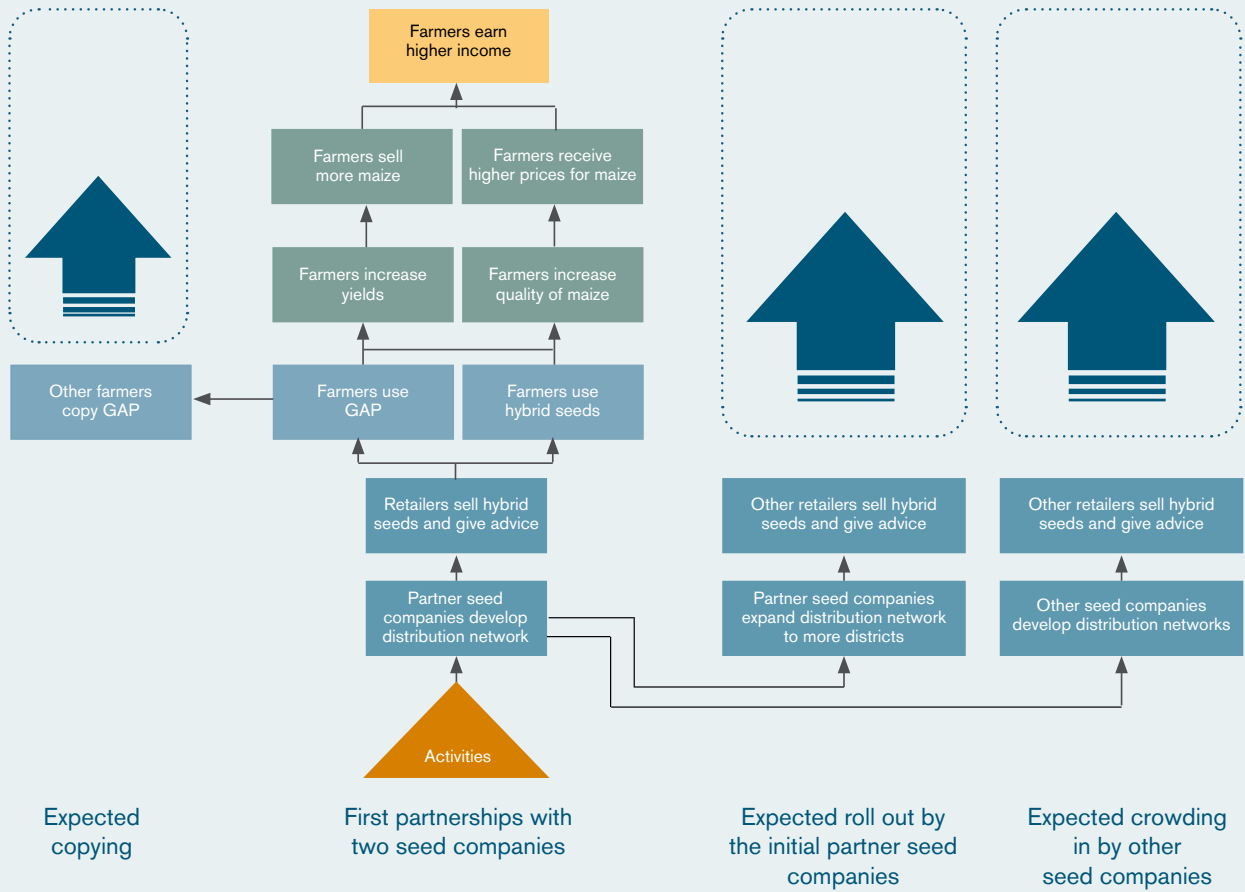 Farmers earn
higher income
Farmers sell
more maize
Farmers receive
higher prices for maize
Farmers increase
yields
Farmers increase
quality of maize
Other farmers
copy GAP
Farmers use
GAP
Farmers use
hybrid seeds
Retailers sell hybrid
seeds and give advice
Other retailers sell hybrid
seeds and give advice
Other retailers sell hybrid
seeds and give advice
Partner seed
companies develop
distribution network
Partner seed companies
expand distribution network
to more districts
Other seed companies
develop distribution networks
Activities
Expected
copying
First partnerships with
two seed companies
Expected roll out by
the initial partner seed
companies
Expected crowding
in by other
seed companies